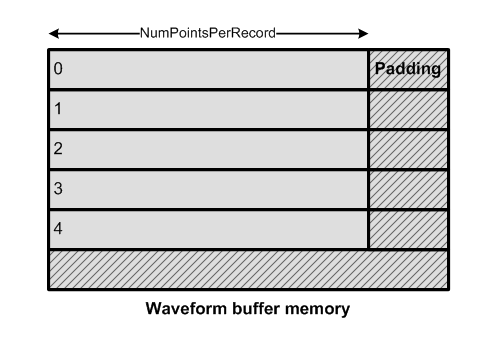 NumPointsPerRecord
0 Padding
1
2
3
4
Waveform buffer memory